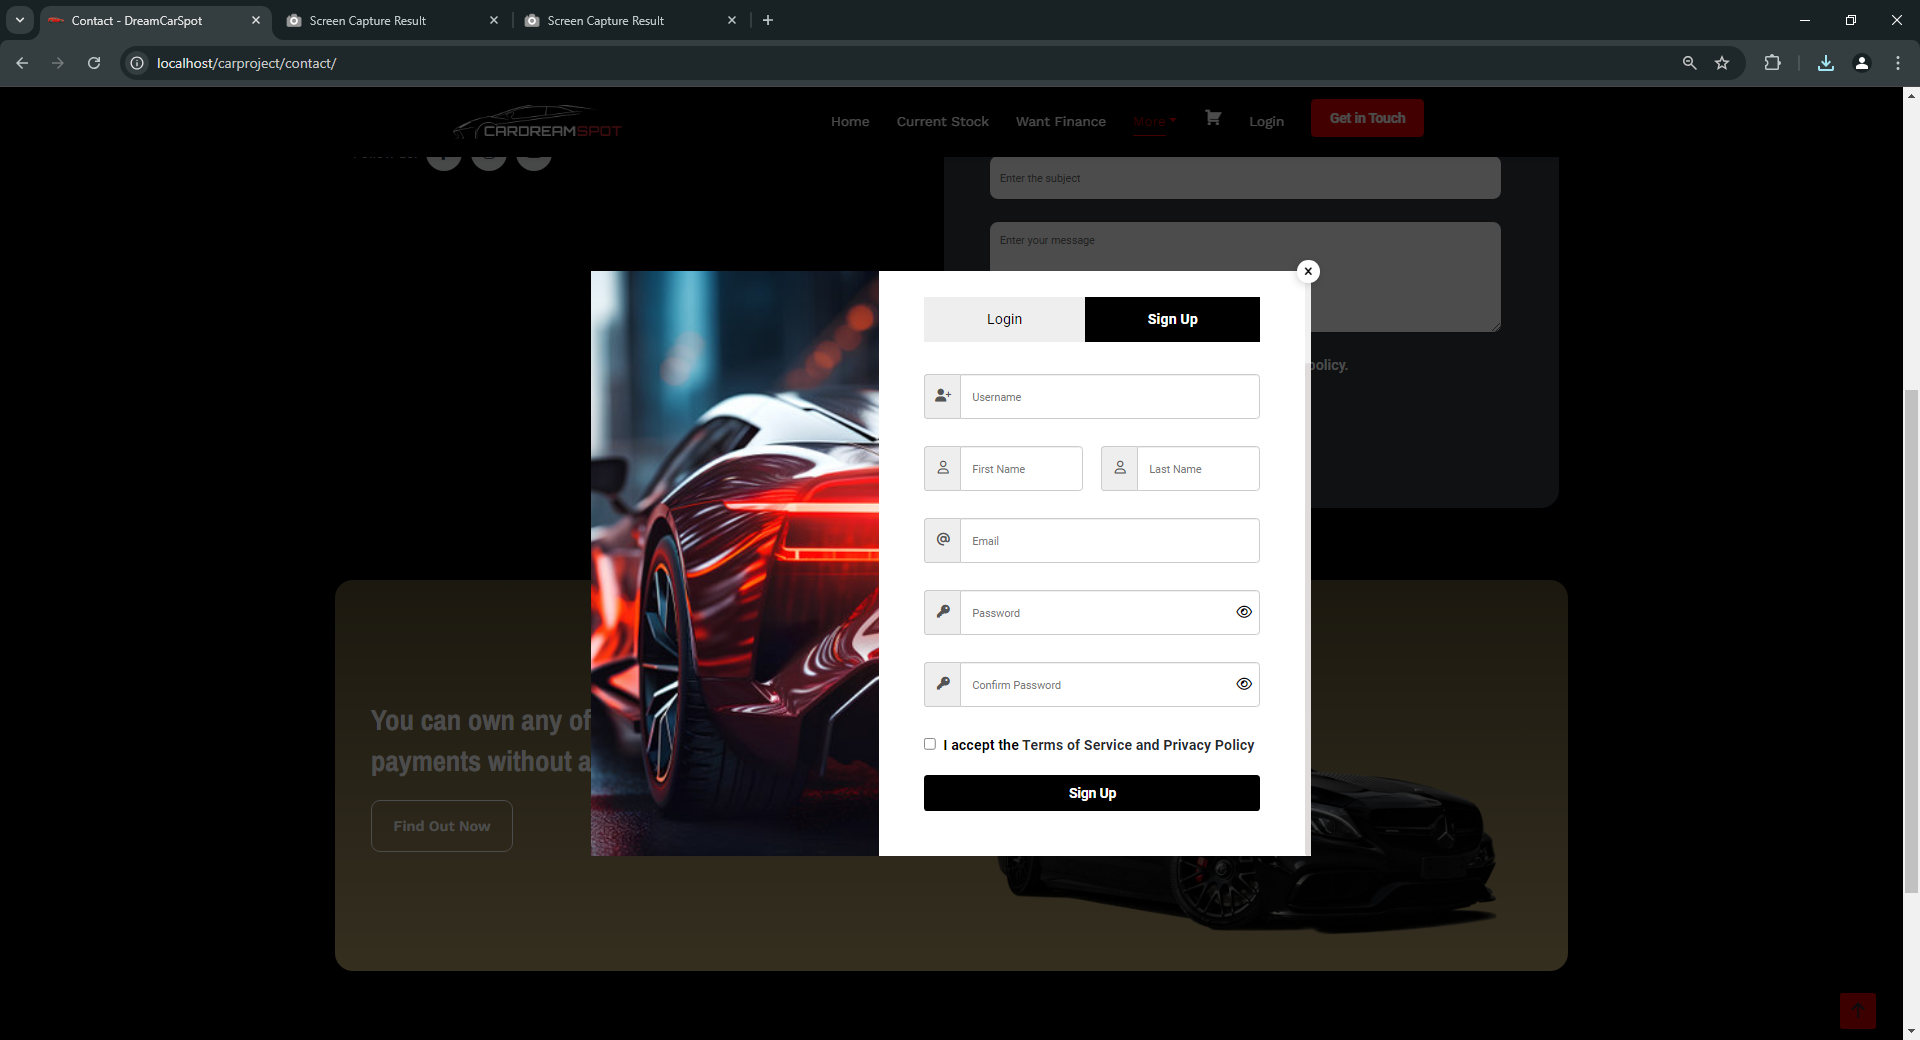 Contact - DreamCarSpot
Screen Capture Result
Screen Capture Result
localhost/carproject/contact/
CARDREAMSPOT
Home
Current Stock
Want Finance
More
Login
Get in Touch
Enter the subject
Enter your message
policy.
Login
Sign Up
Username
First Name
Last Name
Email
Password
Confirm Password
I accept the Terms of Service and Privacy Policy
Sign Up
You can own any of
payments without a
Find Out Now